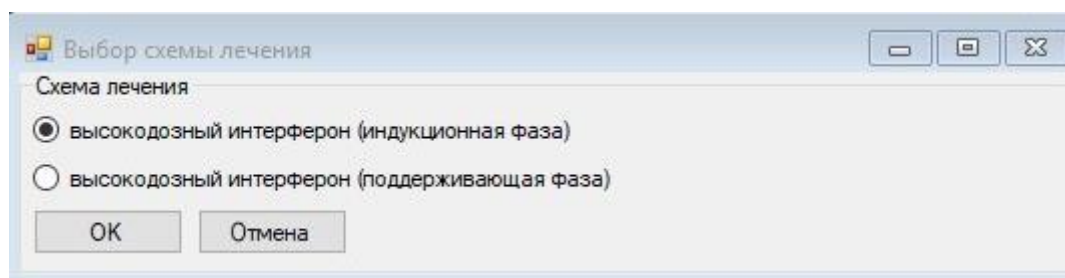 Выбор схемы лечения
Схема лечения
высокодозный интерферон (индукционная фаза)
высокодозный интерферон (поддерживающая фаза)
OK Отмена